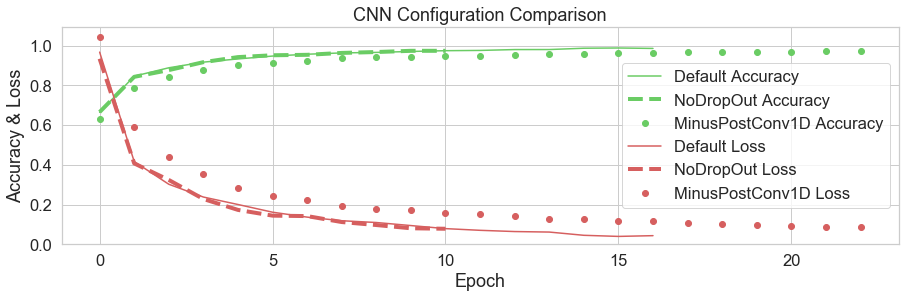 CNN Configuration Comparison
Accuracy & Loss
1.0
0.8
0.6
0.4
0.2
0.0
Default Accuracy
NoDropOut Accuracy
MinusPostConv1D Accuracy
Default Loss
NoDropOut Loss
MinusPostConv1D Loss
0 5 10 15 20
Epoch